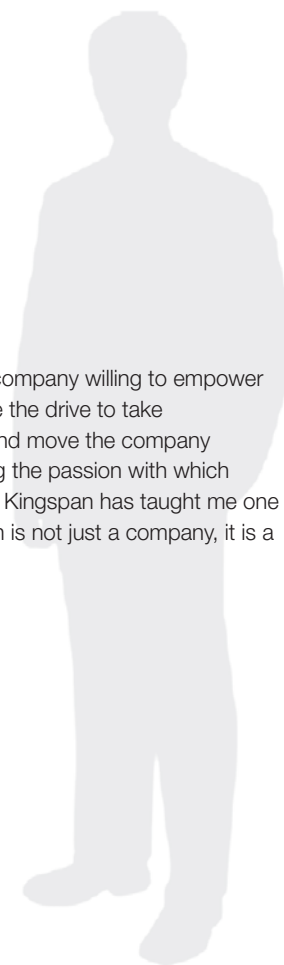 company willing to empower
the drive to take
nd move the company
g the passion with which
Kingspan has taught me one
n is not just a company, it is a